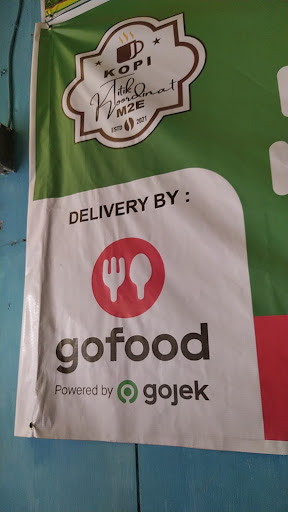 KOPI
Titik
Koordinat
M2E
ESTD 2021
DELIVERY BY :
gofood
Powered by gojek